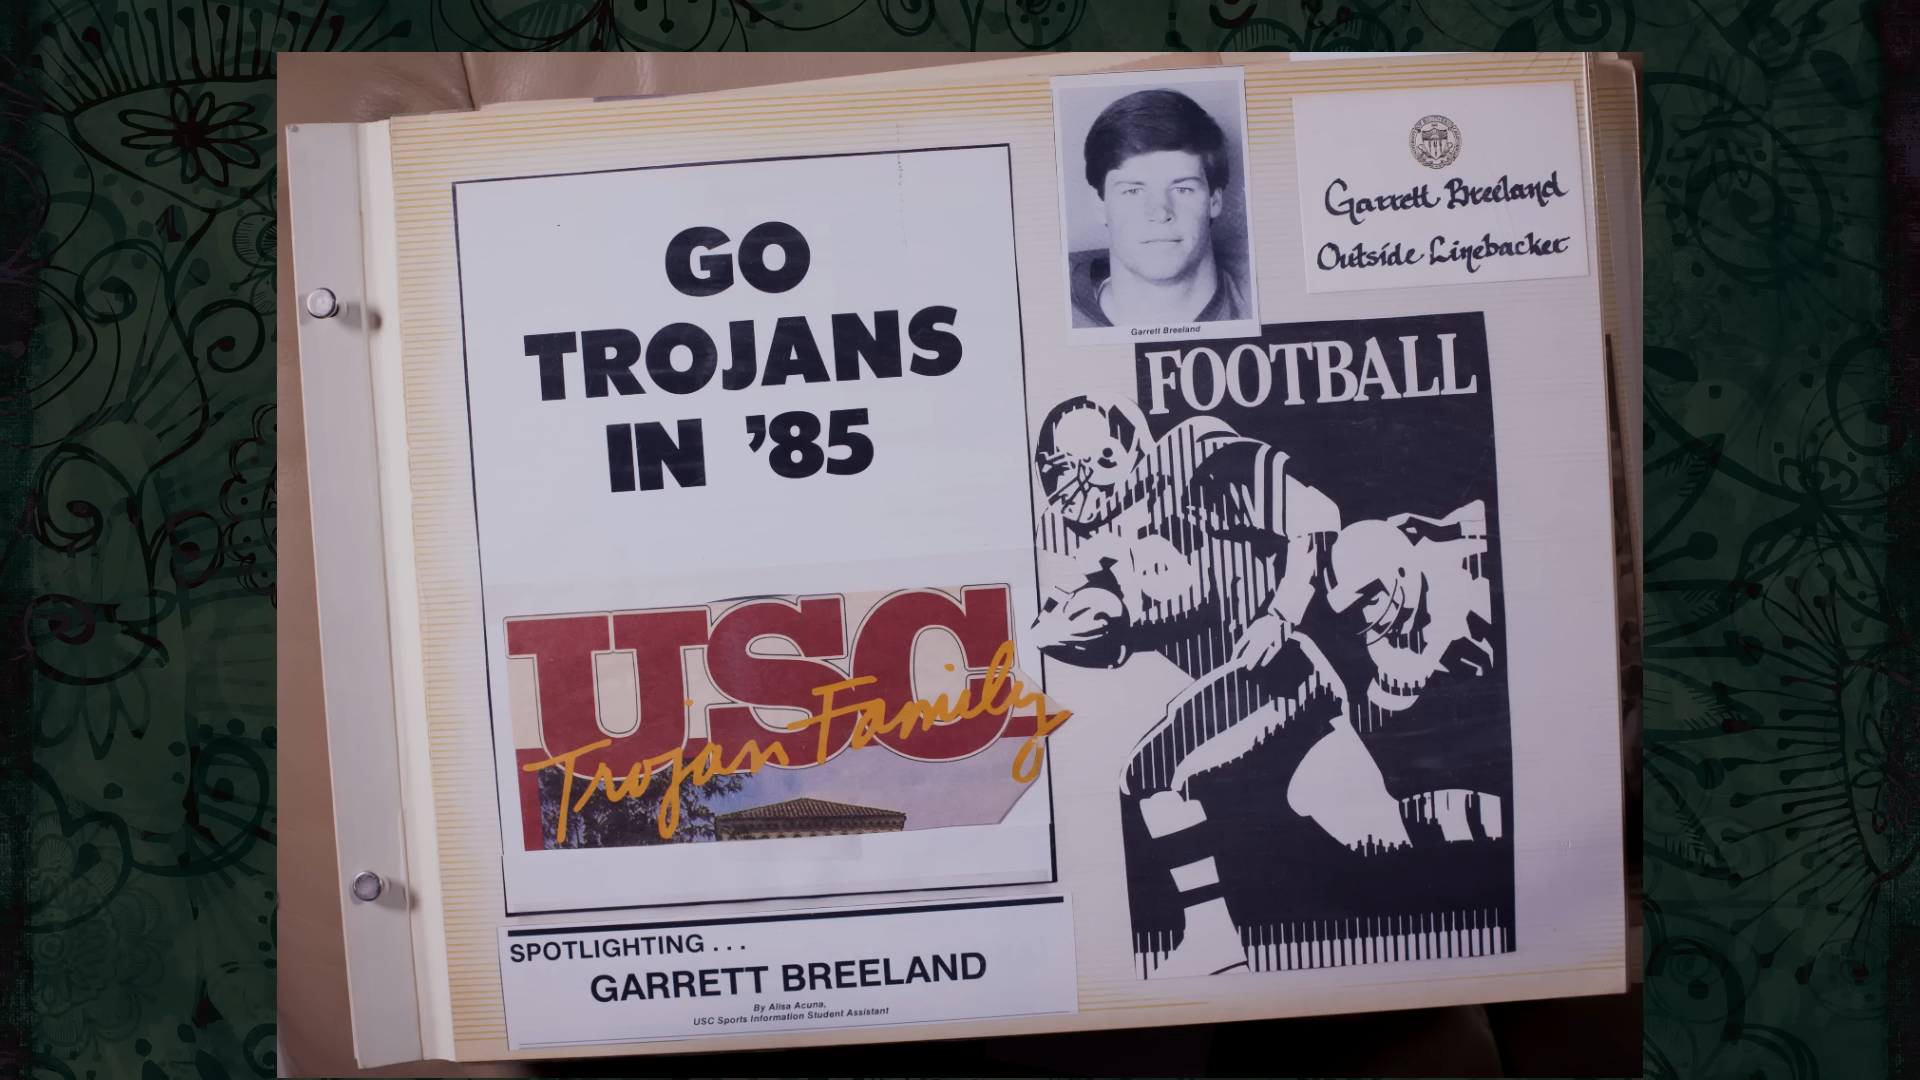 GO
TROJANS
IN '85
USC
Trojan Family
SPOTLIGHTING . . .
GARRETT BREELAND
By Alisa Acuna,
USC Sports Information Student Assistant
Garrett Breeland
Garrett Breeland
Outside Linebacker
FOOTBALL